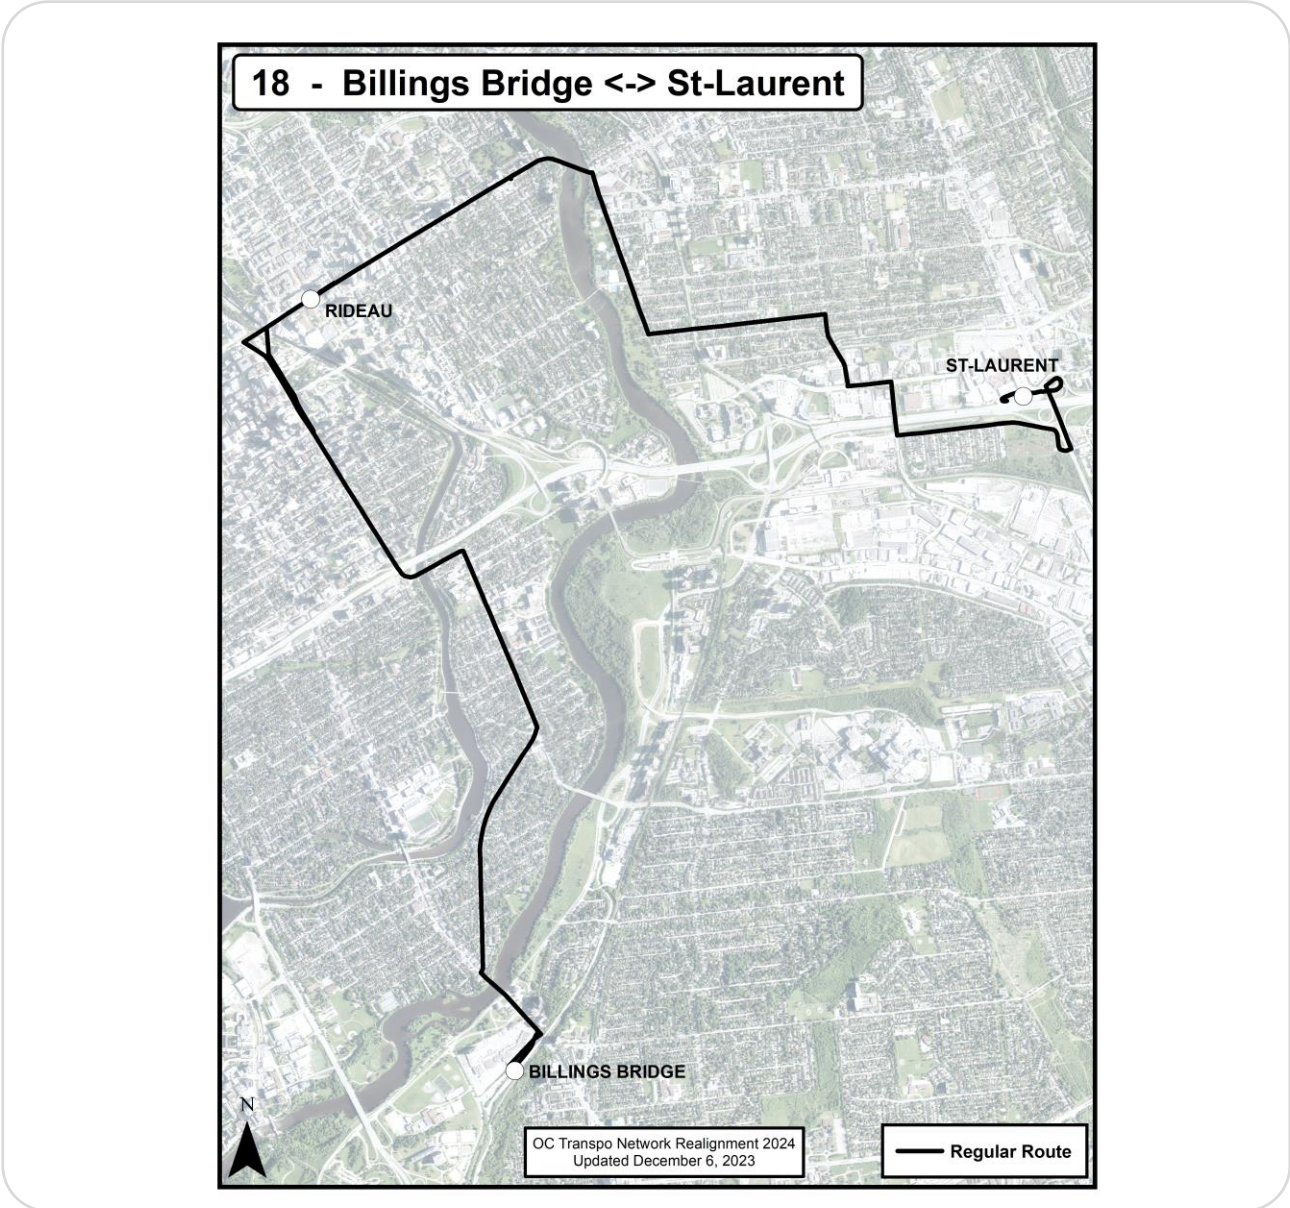 18 - Billings Bridge <-> St-Laurent
RIDEAU
ST-LAURENT
BILLINGS BRIDGE
N
OC Transpo Network Realignment 2024
Updated December 6, 2023
Regular Route